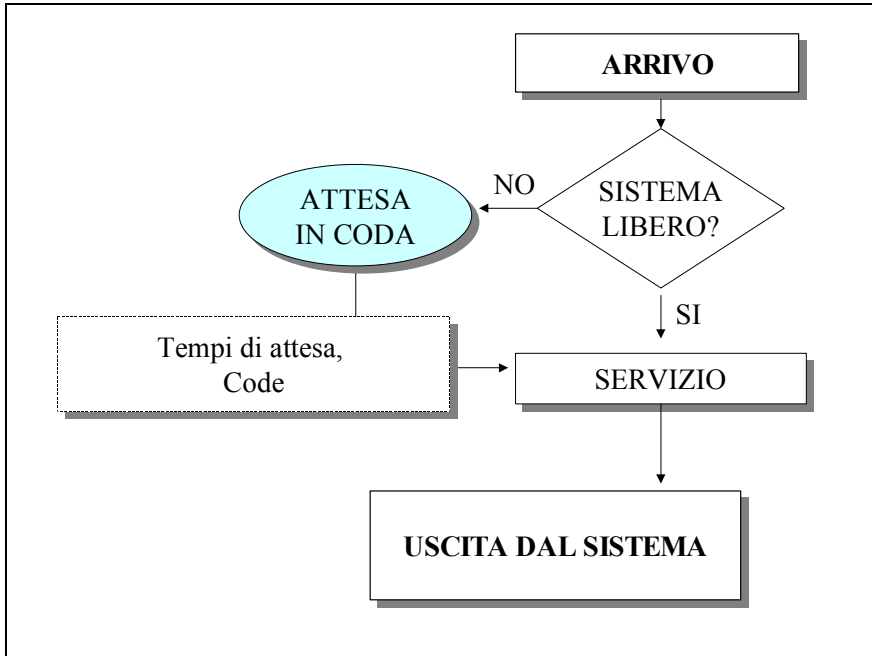 ARRIVO
SISTEMA
LIBERO?
NO
ATTESA
IN CODA
SI
Tempi di attesa,
Code
SERVIZIO
USCITA DAL SISTEMA